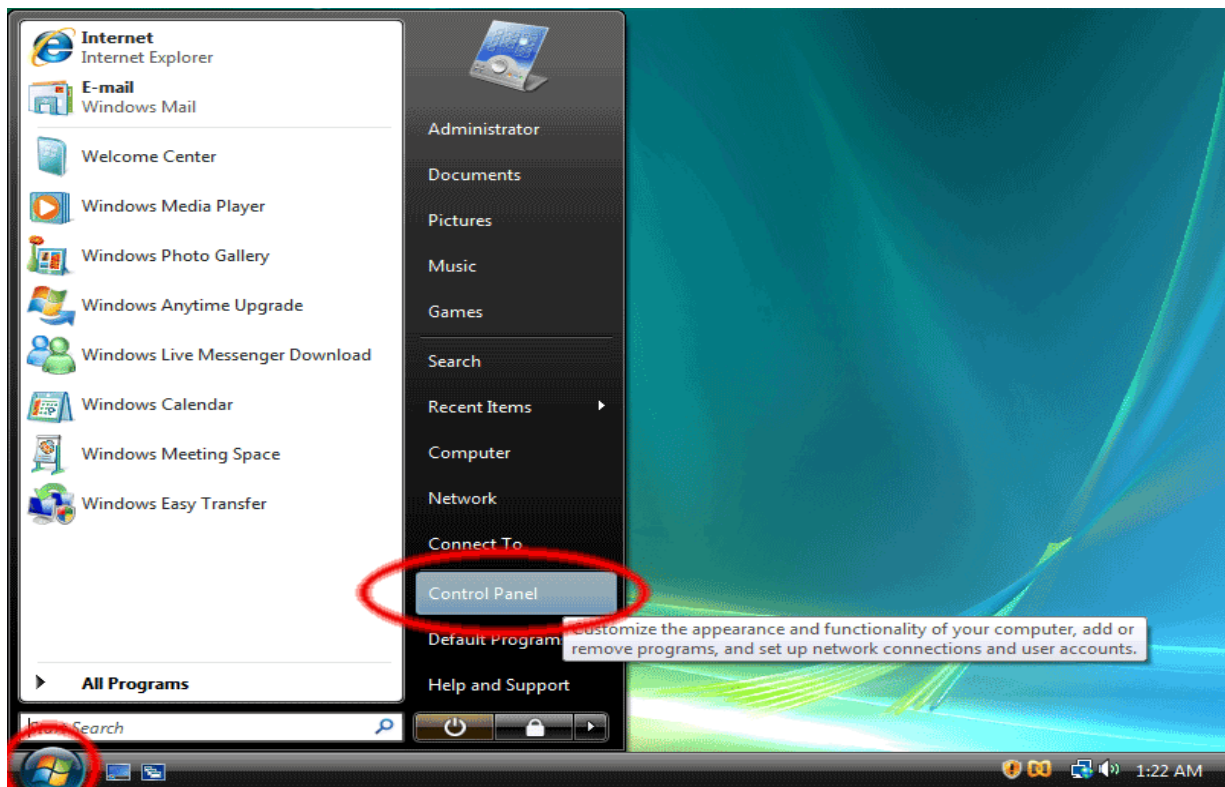 Internet
Internet Explorer
E-mail
Windows Mail
Welcome Center
Windows Media Player
Windows Photo Gallery
Windows Anytime Upgrade
Windows Live Messenger Download
Windows Calendar
Windows Meeting Space
Windows Easy Transfer
All Programs
Search
Administrator
Documents
Pictures
Music
Games
Search
Recent Items
Computer
Network
Connect To
Control Panel
Default Program
Customize the appearance and functionality of your computer, add or
remove programs, and set up network connections and user accounts.
Help and Support
1:22 AM